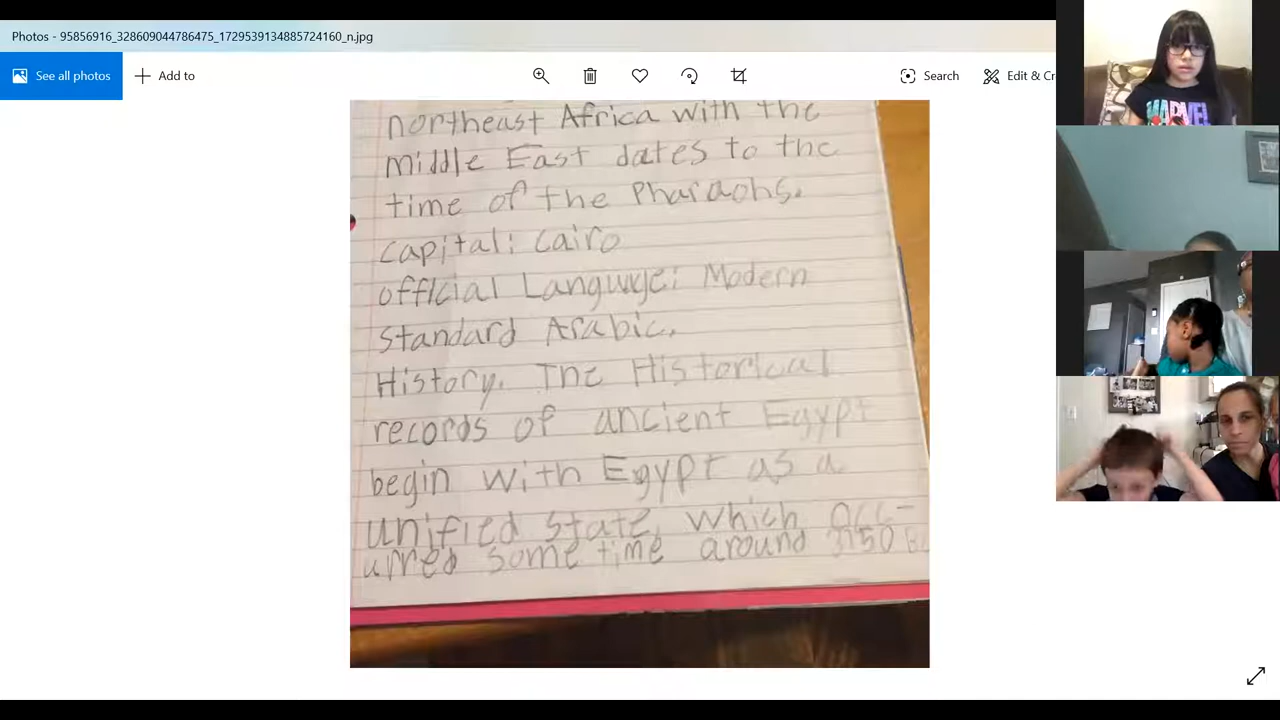 Photos - 95856916_328609044786475_1729539134885724160_n.jpg
See all photos
Add to
Search
Edit & Cr
MARVEL
northeast Africa with the
middle East dates to the
time of the Pharaohs.
capital: Cairo
official Language: Modern
standard Arabic.
History. The Historical
records of ancient Egypt
begin with Egypt as a
unified state, which occ-
urred some time around 3150 BC